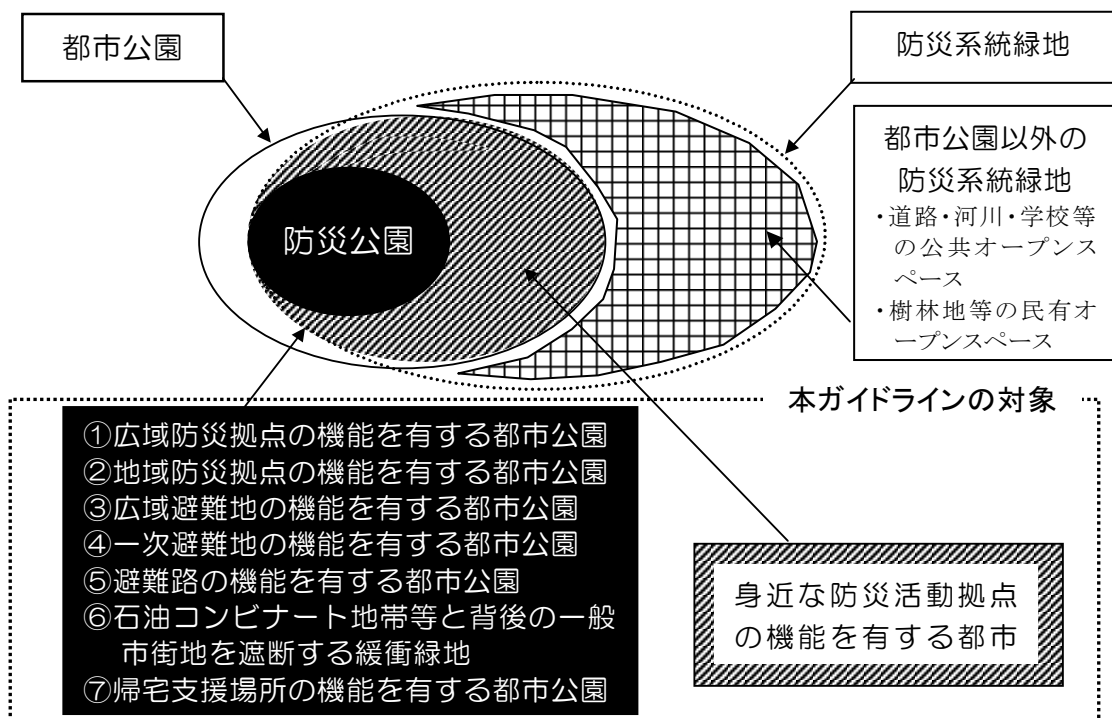 都市公園
防災系統緑地
都市公園以外の
防災系統緑地
・道路・河川・学校等
の公共オープンス
ペース
・樹林地等の民有オ
ープンスペース
防災公園
本ガイドラインの対象
①広域防災拠点の機能を有する都市公園
②地域防災拠点の機能を有する都市公園
③広域避難地の機能を有する都市公園
④一次避難地の機能を有する都市公園
⑤避難路の機能を有する都市公園
⑥石油コンビナート地帯等と背後の一般
市街地を遮断する緩衝緑地
⑦帰宅支援場所の機能を有する都市公園
身近な防災活動拠点
の機能を有する都市